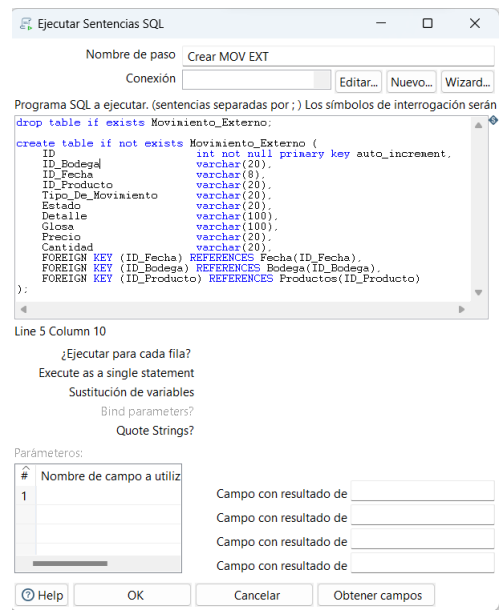 Ejecutar Sentencias SQL
Nombre de paso Crear MOV EXT
Conexión Editar... Nuevo... Wizard...
Programa SQL a ejecutar. (sentencias separadas por ; ) Los símbolos de interrogación serán
drop table if exists Movimiento_Externo;
create table if not exists Movimiento_Externo (
ID int not null primary key auto_increment,
ID_Bodega varchar(20),
ID_Fecha varchar(8),
ID_Producto varchar(20),
Tipo_De_Movimiento varchar(20),
Estado varchar(20),
Detalle varchar(100),
Glosa varchar(100),
Precio varchar(20),
Cantidad varchar(20),
FOREIGN KEY (ID_Fecha) REFERENCES Fecha(ID_Fecha),
FOREIGN KEY (ID_Bodega) REFERENCES Bodega(ID_Bodega),
FOREIGN KEY (ID_Producto) REFERENCES Productos(ID_Producto)
);
Line 5 Column 10
¿Ejecutar para cada fila?
Execute as a single statement
Sustitución de variables
Bind parameters?
Quote Strings?
Parámeteros:
# Nombre de campo a utiliz
1
Campo con resultado de
Campo con resultado de
Campo con resultado de
Campo con resultado de
Help OK Cancelar Obtener campos